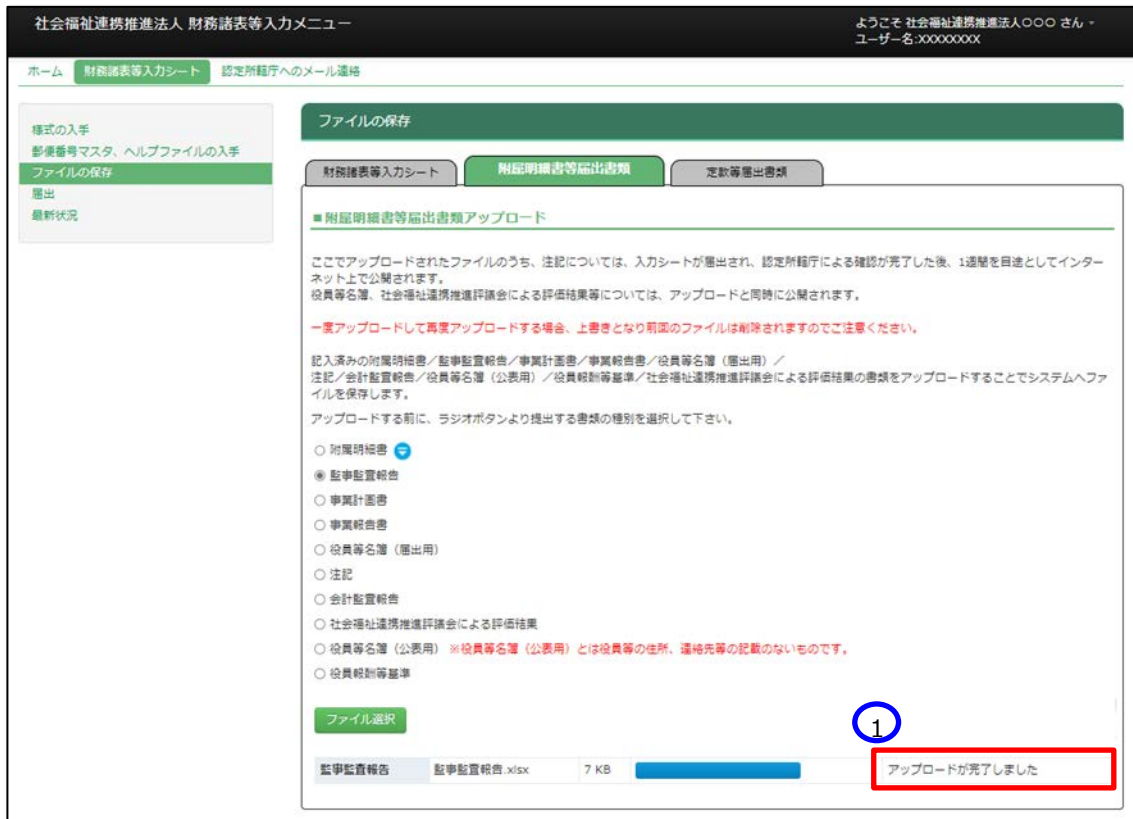 社会福祉連携推進法人 財務諸表等入力メニュー
ようこそ 社会福祉連携推進法人○○○ さん
ユーザー名:XXXXXXXX
ホーム 財務諸表等入力シート 認定所轄庁へのメール連絡
様式の入手
郵便番号マスタ、ヘルプファイルの入手
ファイルの保存
届出
最新状況
ファイルの保存
財務諸表等入力シート 附属明細書等届出書類 定款等届出書類
■附属明細書等届出書類アップロード
ここでアップロードされたファイルのうち、注記については、入力シートが届出され、認定所轄庁による確認が完了した後、1週間を目途としてインター
ネット上で公開されます。
役員等名簿、社会福祉連携推進評議会による評価結果等については、アップロードと同時に公開されます。
一度アップロードして再度アップロードする場合、上書きとなり前回のファイルは削除されますのでご注意ください。
記入済みの附属明細書／監事監査報告／事業計画書／事業報告書／役員等名簿（届出用）／
注記／会計監査報告／役員等名簿（公表用）／役員報酬等基準／社会福祉連携推進評議会による評価結果の書類をアップロードすることでシステムへファ
イルを保存します。
アップロードする前に、ラジオボタンより提出する書類の種別を選択して下さい。
附属明細書
監事監査報告
事業計画書
事業報告書
役員等名簿（届出用）
注記
会計監査報告
社会福祉連携推進評議会による評価結果
役員等名簿（公表用） ※役員等名簿（公表用）とは役員等の住所、連絡先等の記載のないものです。
役員報酬等基準
ファイル選択
1
監事監査報告 監事監査報告.xlsx 7 KB アップロードが完了しました